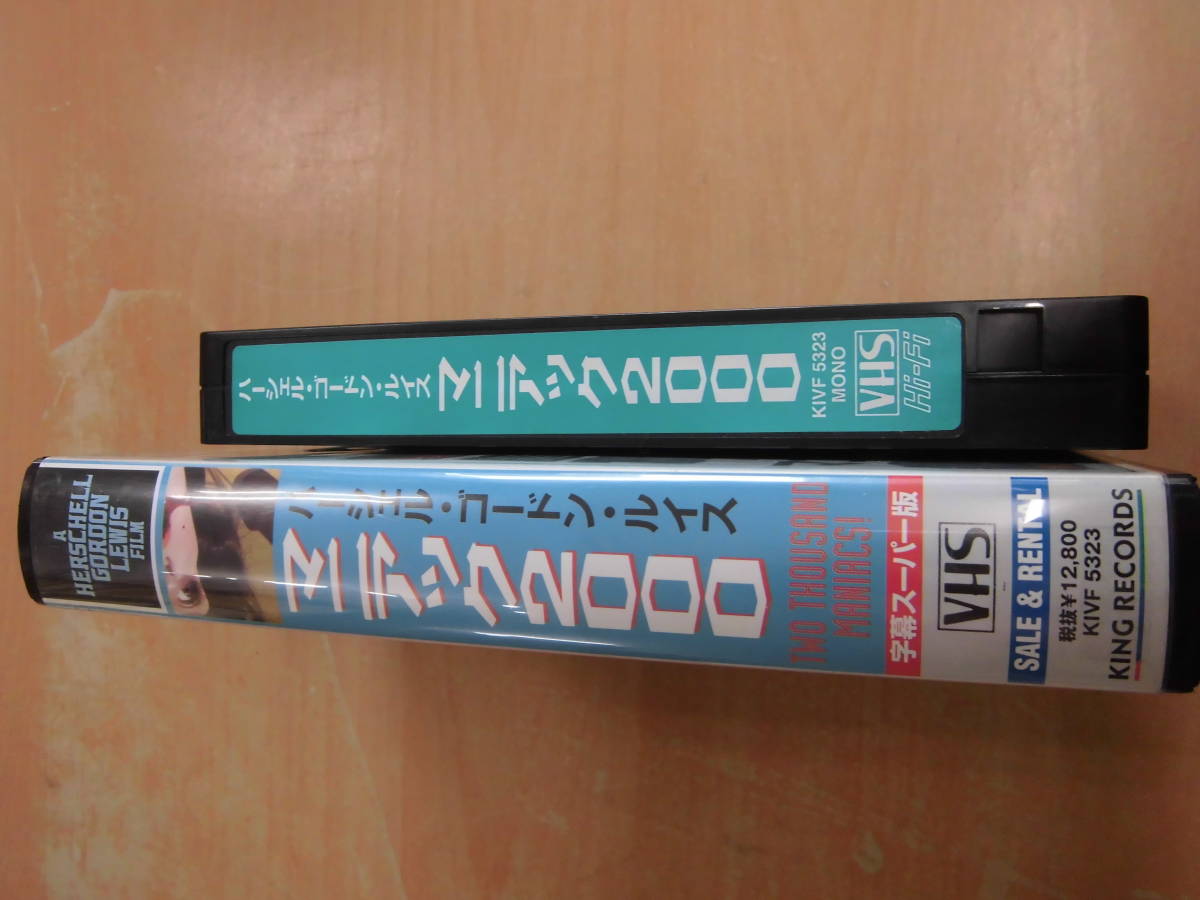 ハーシェル・ゴードン・ルイス
マニアック2000
KIVF 5323
MONO
VHS
Hi-Fi
A
HERSCHELL
GORDON
LEWIS
FILM
ハーシェル・ゴードン・ルイス
マニアック2000
TWO THOUSAND
MANIACS!
字幕スーパー版
VHS
SALE & RENTAL
税抜¥12,800
KIVF 5323
KING RECORDS